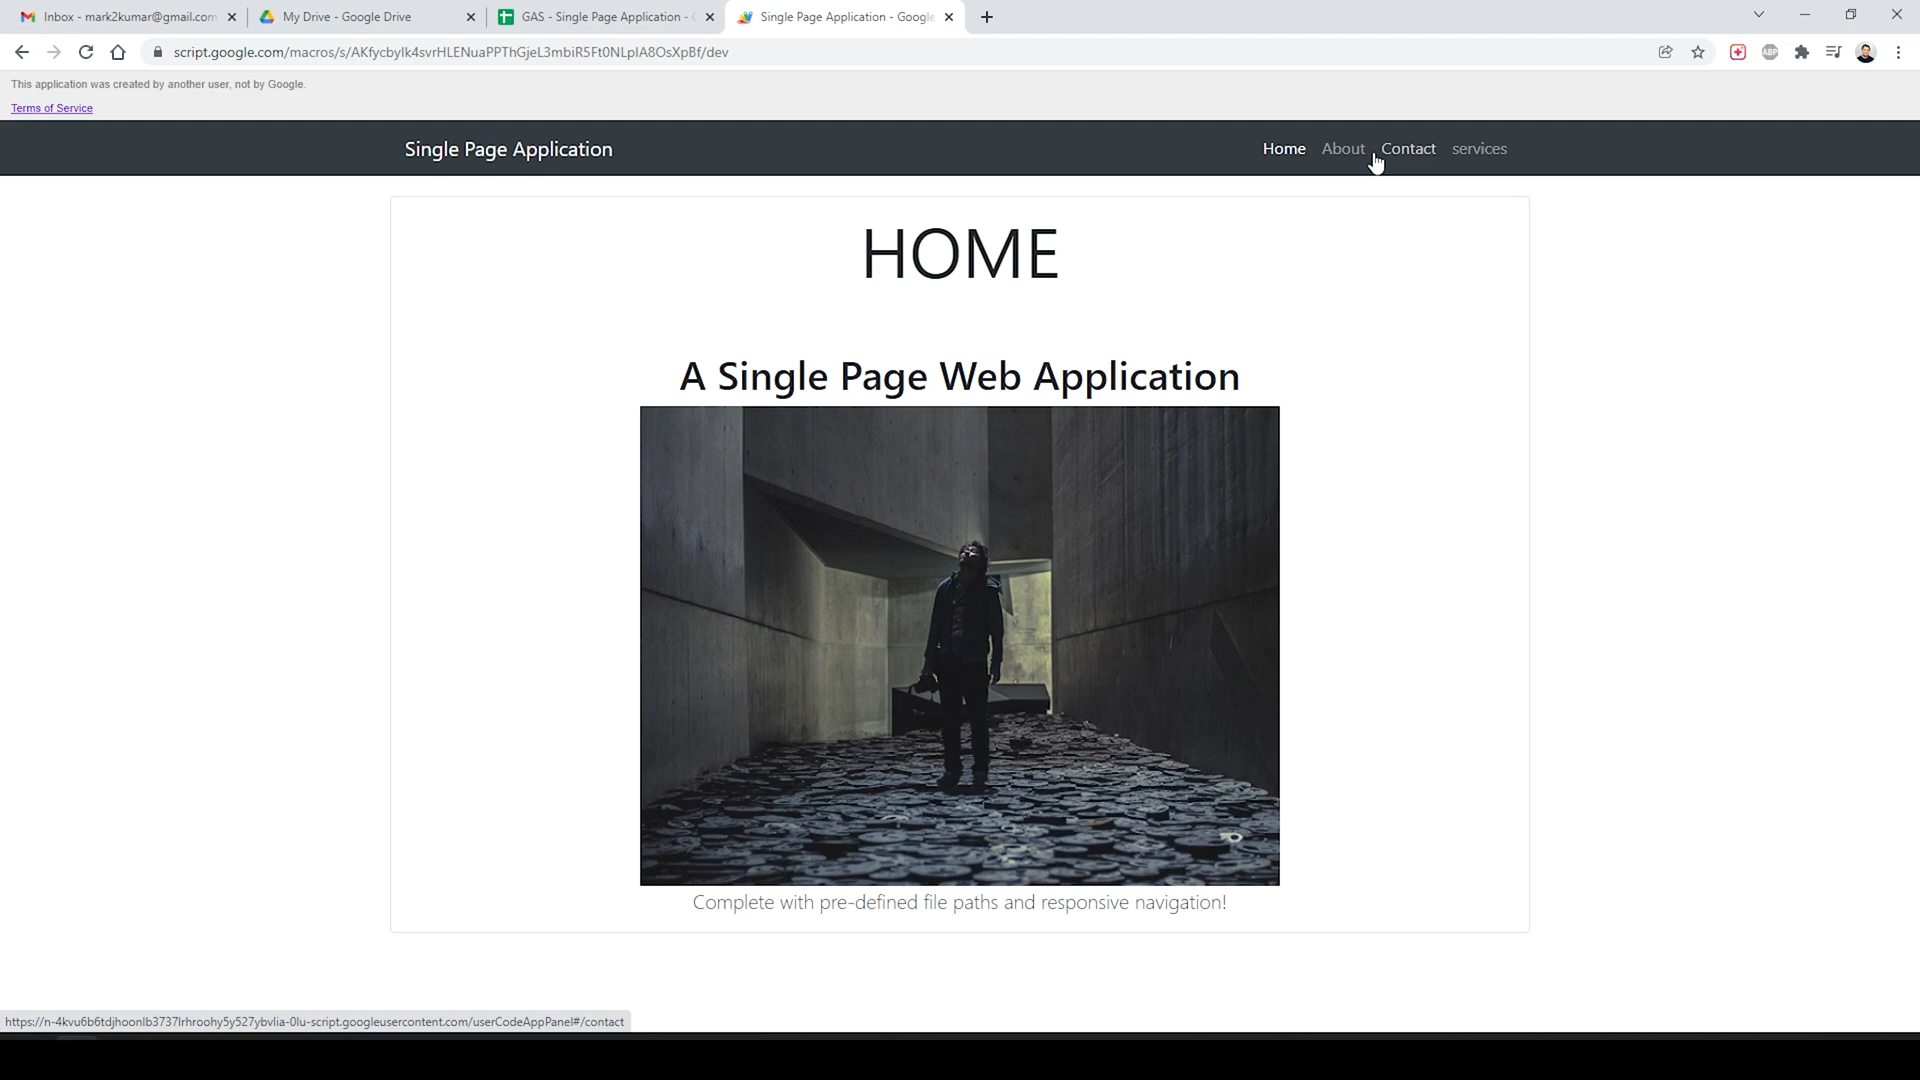 Inbox - mark2kumar@gmail.com
My Drive - Google Drive
GAS - Single Page Application -
Single Page Application - Google
script.google.com/macros/s/AKfycbylk4svrHLENuaPPThGjeL3mbiR5Ft0NLpIA8OsXpBf/dev
ABP
This application was created by another user, not by Google.
Terms of Service
Single Page Application
Home About Contact services
HOME
A Single Page Web Application
Complete with pre-defined file paths and responsive navigation!
https://n-4kvu6b6tdjhoonlb3737lrhroohy5y527ybvlia-0lu-script.googleusercontent.com/userCodeAppPanel#/contact